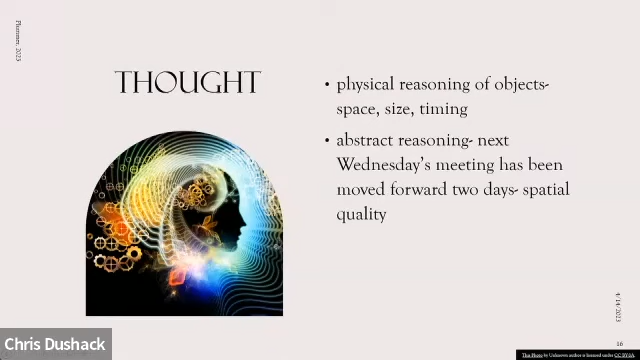 Plummer, 2023
THOUGHT
• physical reasoning of objects-
space, size, timing
• abstract reasoning- next
Wednesday's meeting has been
moved forward two days- spatial
quality
4/14/2023
16
Chris Dushack
This Photo by Unknown author is licensed under CC BY-SA.